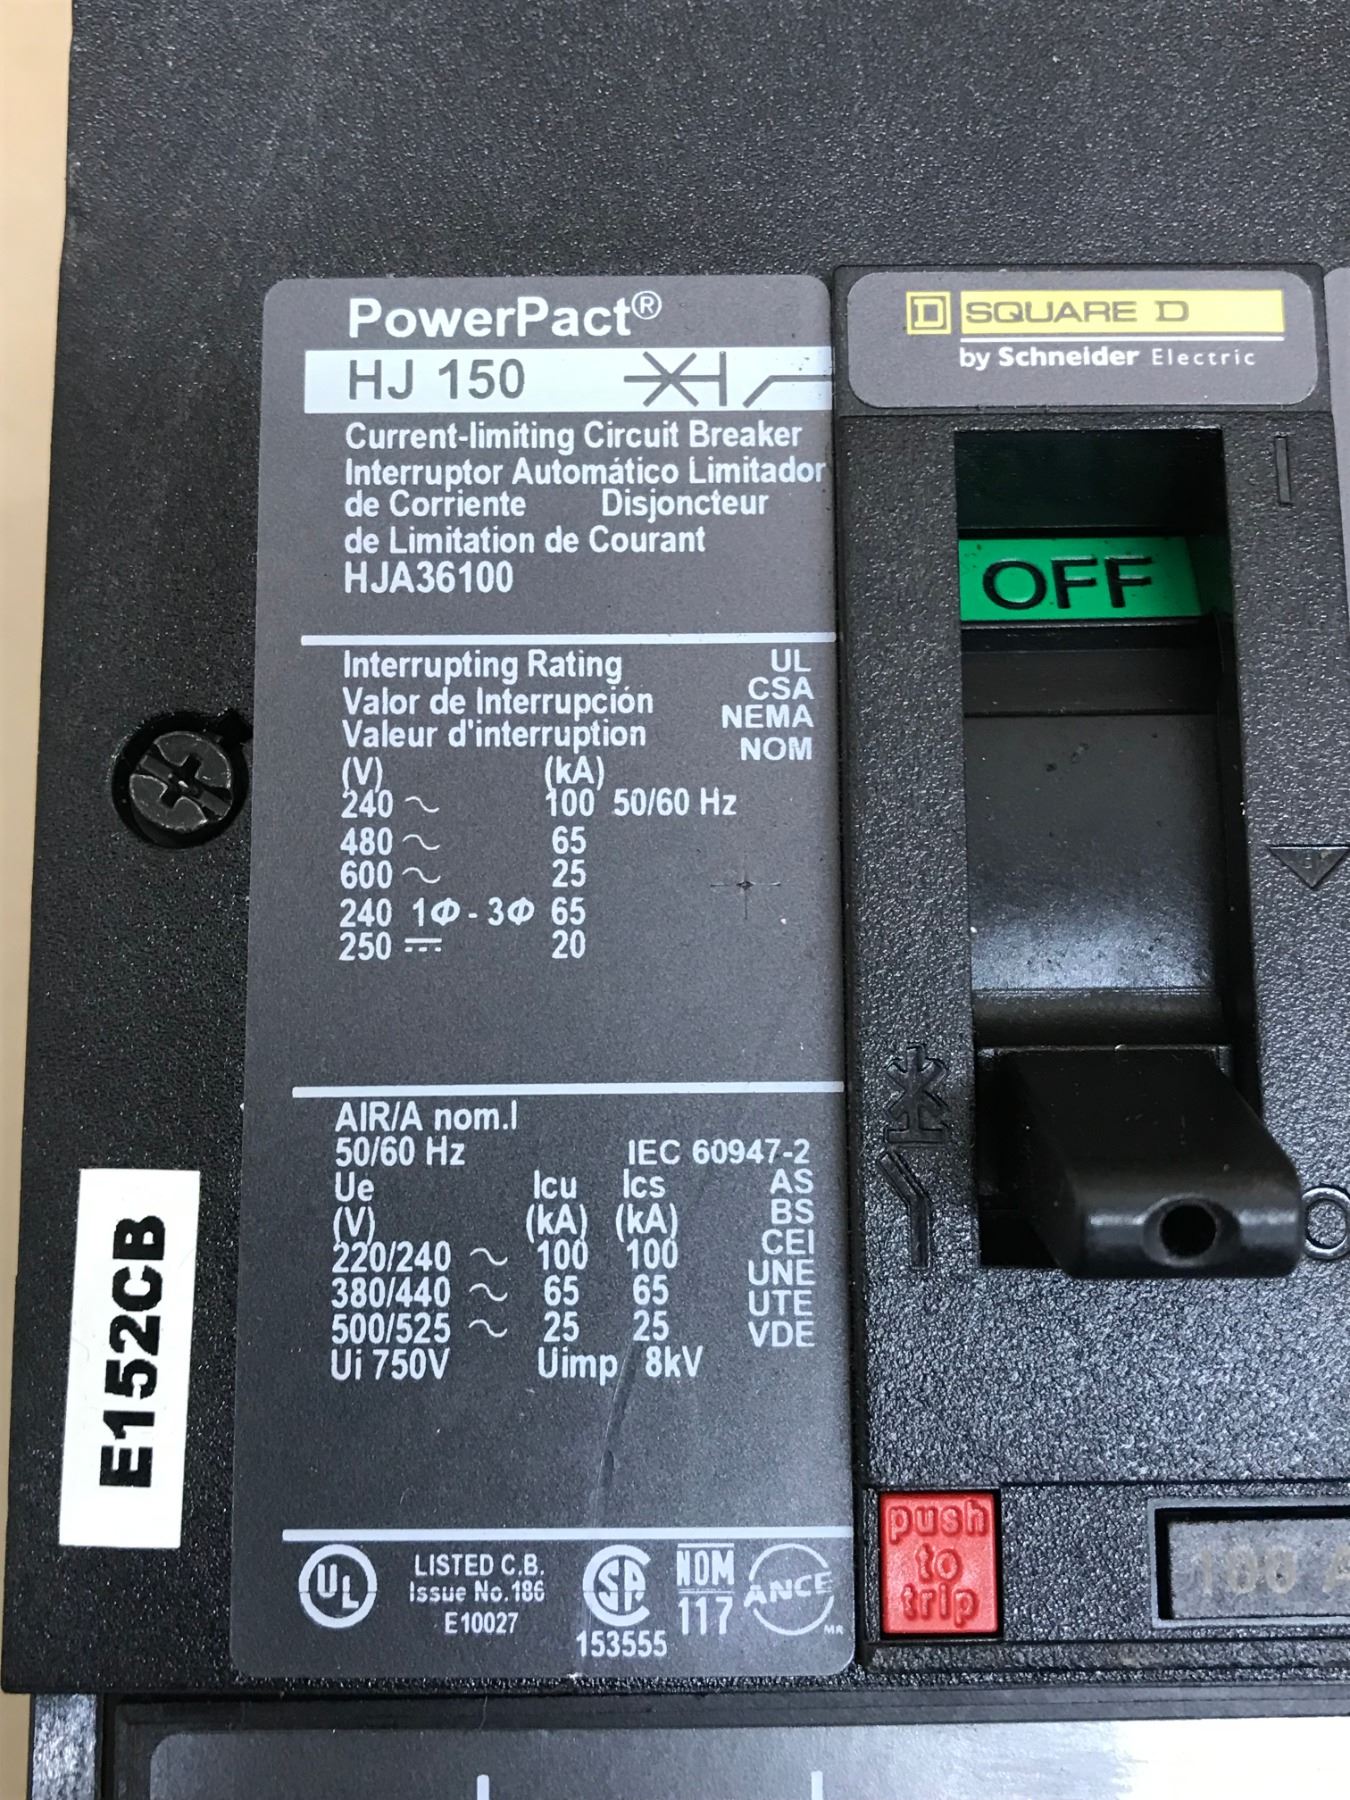 PowerPact®
HJ 150
Current-limiting Circuit Breaker
Interruptor Automático Limitador
de Corriente Disjoncteur
de Limitation de Courant
HJA36100
Interrupting Rating UL
Valor de Interrupción CSA
Valeur d'interruption NEMA
NOM
(V) (kA)
240 ~ 100 50/60 Hz
480 ~ 65
600 ~ 25
240 1Φ - 3Φ 65
250 ⎓ 20
AIR/A nom.I
50/60 Hz IEC 60947-2
Ue Icu Ics AS
(V) (kA) (kA) BS
220/240 ~ 100 100 CEI
380/440 ~ 65 65 UNE
500/525 ~ 25 25 UTE
Ui 750V Uimp 8kV VDE
UL
LISTED C.B.
Issue No. 186
E10027
SA
153555
NOM
117
ANCE
MR
E152CB
D SQUARE D
by Schneider Electric
I
OFF
O
push
to
trip
100 A